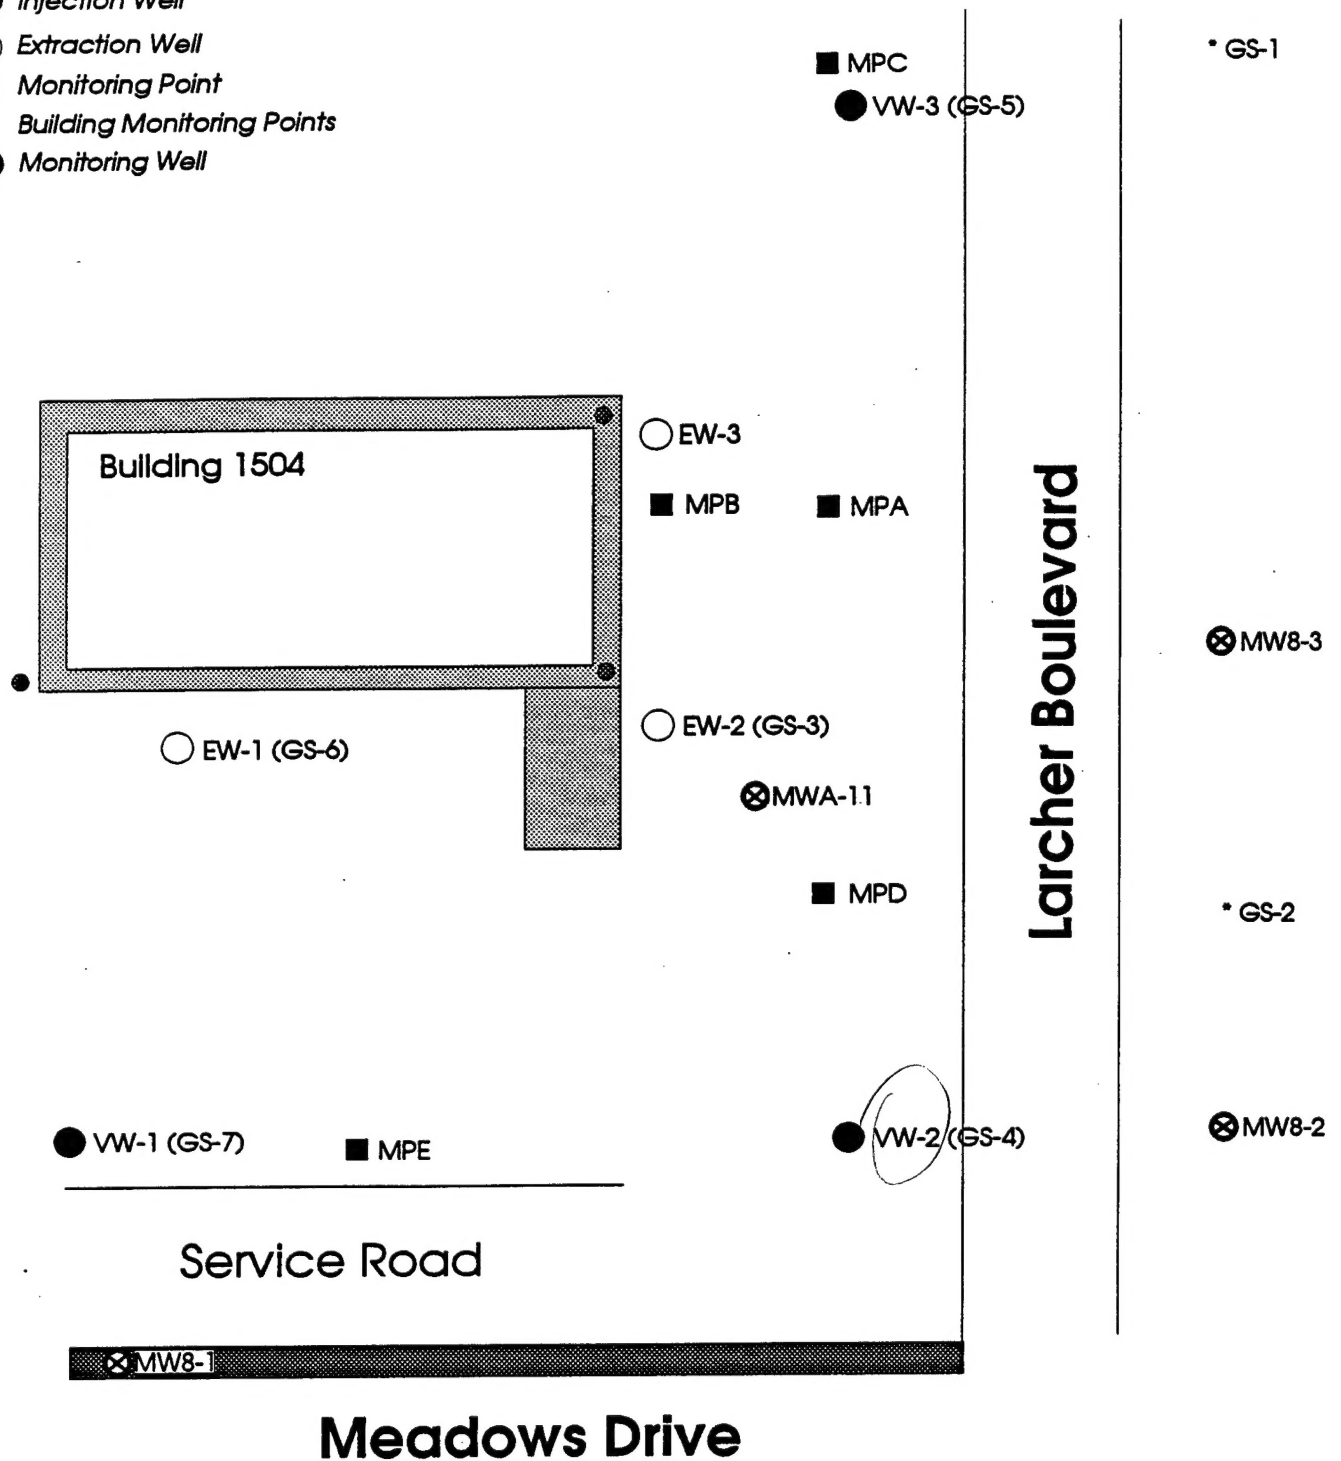 Injection Well
Extraction Well
Monitoring Point
Building Monitoring Points
Monitoring Well
MPC
VW-3 (GS-5)
* GS-1
Building 1504
EW-3
MPB
MPA
Larcher Boulevard
MW8-3
EW-1 (GS-6)
EW-2 (GS-3)
MWA-11
MPD
* GS-2
VW-1 (GS-7)
MPE
VW-2 (GS-4)
MW8-2
Service Road
MW8-1
Meadows Drive